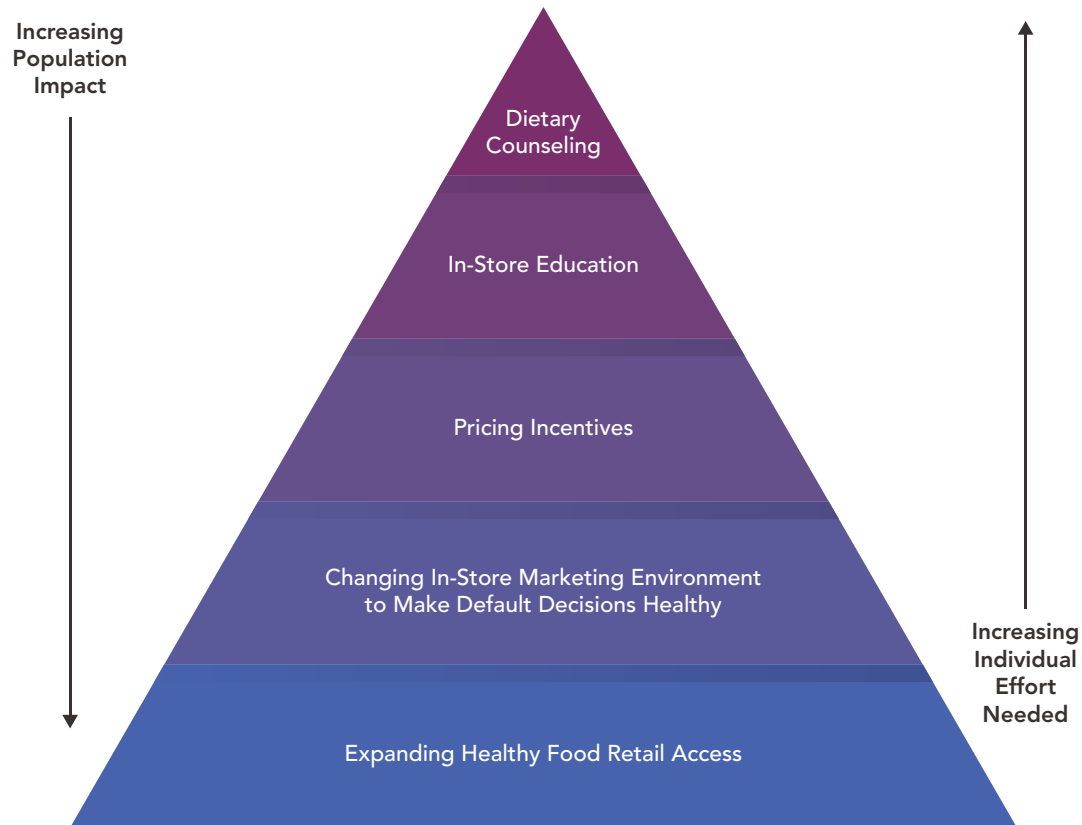 Increasing
Population
Impact
Dietary
Counseling
In-Store Education
Pricing Incentives
Changing In-Store Marketing Environment
to Make Default Decisions Healthy
Expanding Healthy Food Retail Access
Increasing
Individual
Effort
Needed